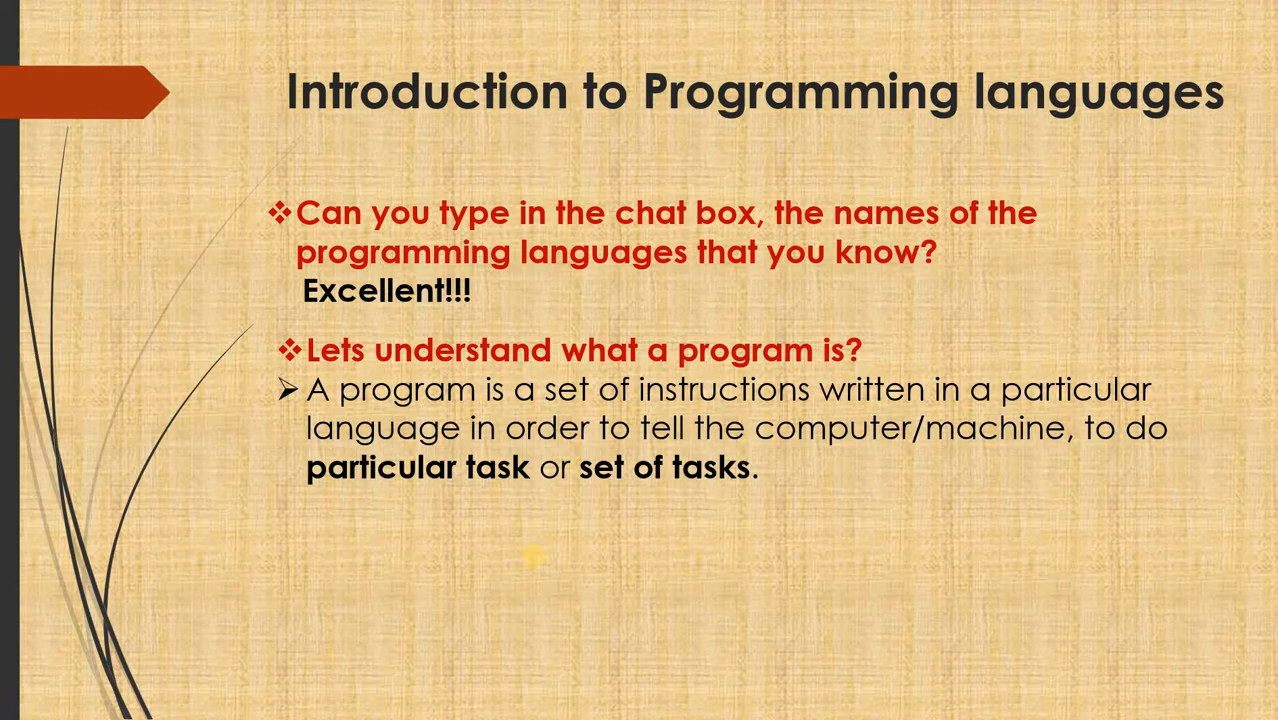 Introduction to Programming languages
❖Can you type in the chat box, the names of the
programming languages that you know?
Excellent!!!
❖Lets understand what a program is?
➢A program is a set of instructions written in a particular
language in order to tell the computer/machine, to do
particular task or set of tasks.